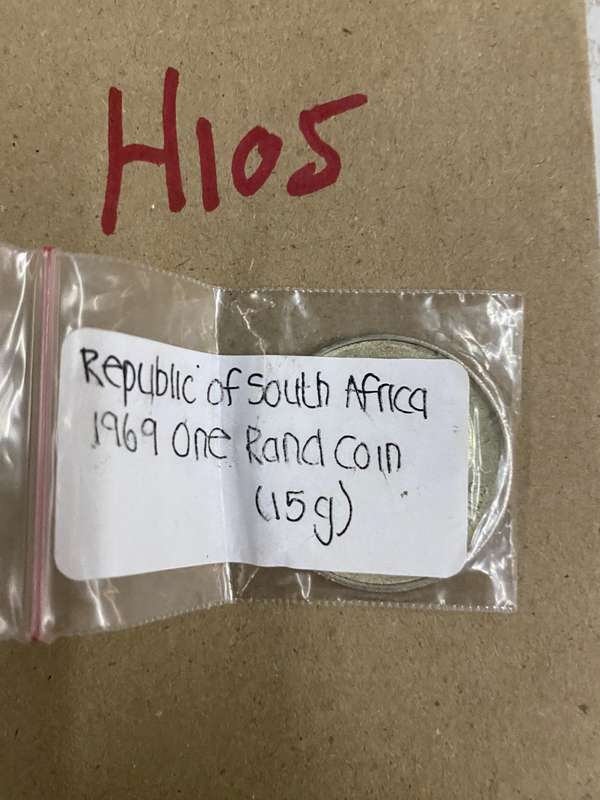 H105
Republic of South Africa
1969 One Rand Coin
(15g)